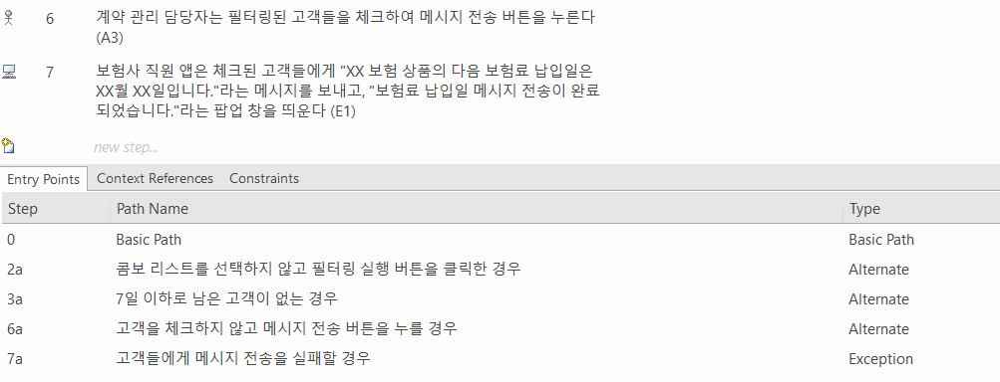 6 계약 관리 담당자는 필터링된 고객들을 체크하여 메시지 전송 버튼을 누른다
(A3)
7 보험사 직원 앱은 체크된 고객들에게 "XX 보험 상품의 다음 보험료 납입일은
XX월 XX일입니다."라는 메시지를 보내고, "보험료 납입일 메시지 전송이 완료
되었습니다."라는 팝업 창을 띄운다 (E1)
new step...
Entry Points Context References Constraints
Step Path Name Type
0 Basic Path Basic Path
2a 콤보 리스트를 선택하지 않고 필터링 실행 버튼을 클릭한 경우 Alternate
3a 7일 이하로 남은 고객이 없는 경우 Alternate
6a 고객을 체크하지 않고 메시지 전송 버튼을 누를 경우 Alternate
7a 고객들에게 메시지 전송을 실패할 경우 Exception